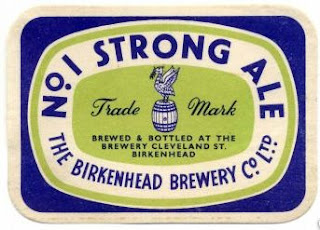 No 1 STRONG ALE
Trade Mark
BREWED & BOTTLED AT THE
BREWERY CLEVELAND ST.
BIRKENHEAD
THE BIRKENHEAD BREWERY Co LTD